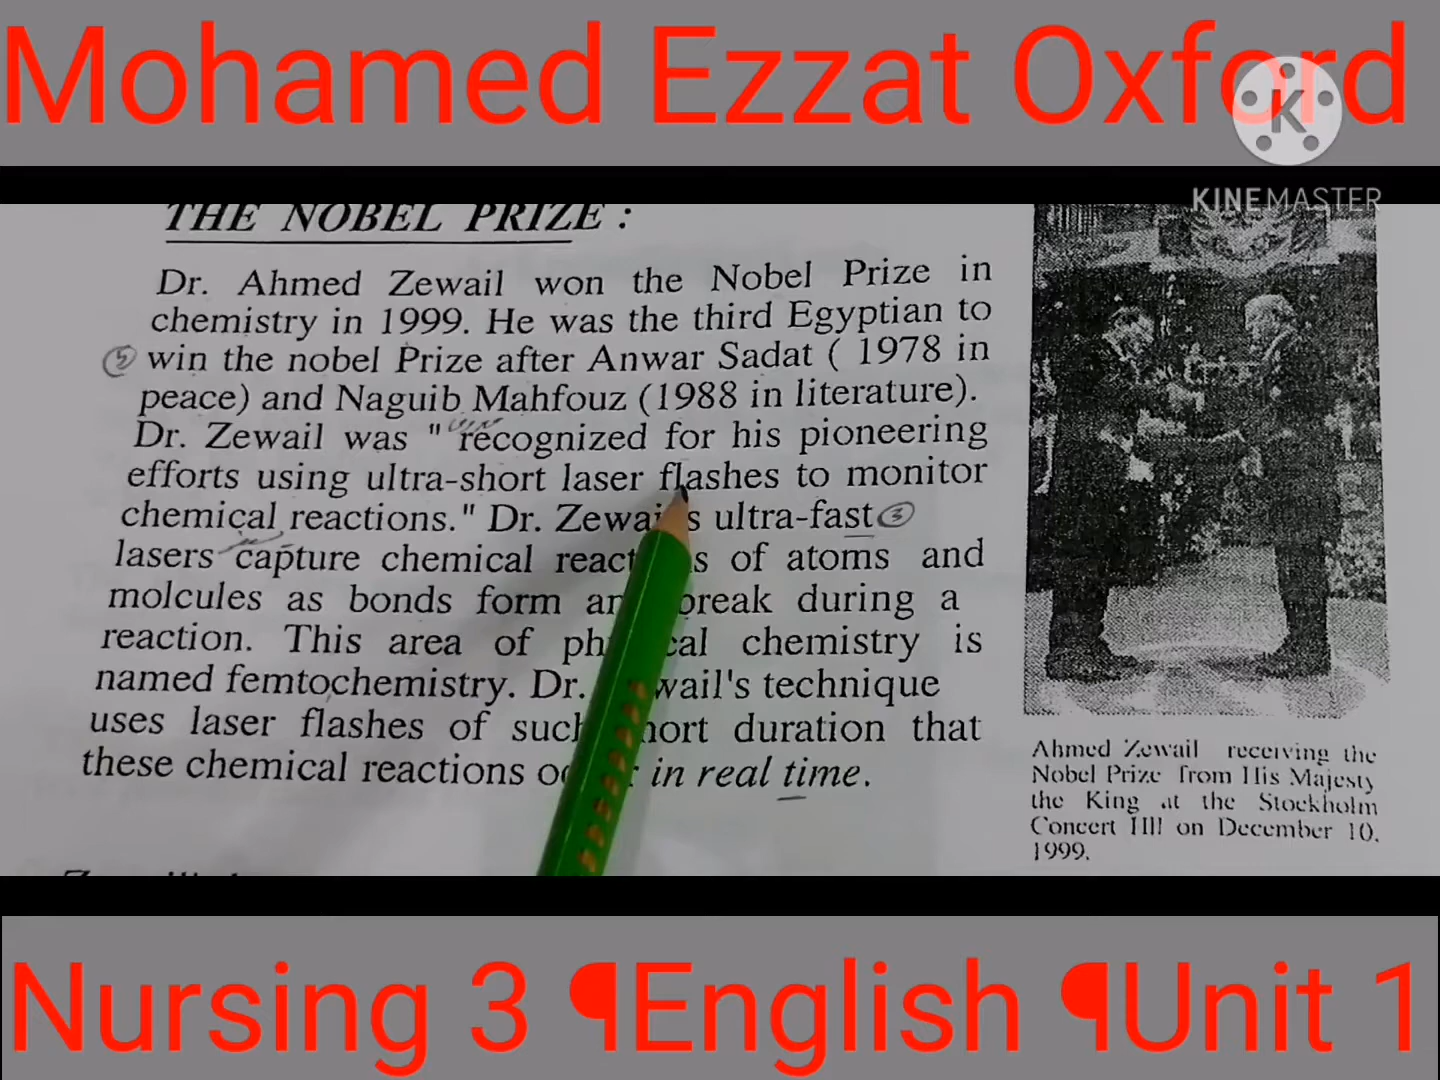 Mohamed Ezzat Oxford
K
KINEMASTER
THE NOBEL PRIZE :
Dr. Ahmed Zewail won the Nobel Prize in
chemistry in 1999. He was the third Egyptian to
5 win the nobel Prize after Anwar Sadat ( 1978 in
peace) and Naguib Mahfouz (1988 in literature).
Dr. Zewail was " recognized for his pioneering
efforts using ultra-short laser flashes to monitor
chemical reactions." Dr. ultra-fast 3
lasers capture chemical of atoms and
molcules as bonds form break during a
reaction. This area of chemistry is
named femtochemistry. Dr. technique
uses laser flashes of duration that
these chemical reactions in real time.
Ahmed Zewail receiving the
Nobel Prize from His Majesty
the King at the Stockholm
Concert on December 10,
1999.
Nursing 3 ¶English ¶Unit 1